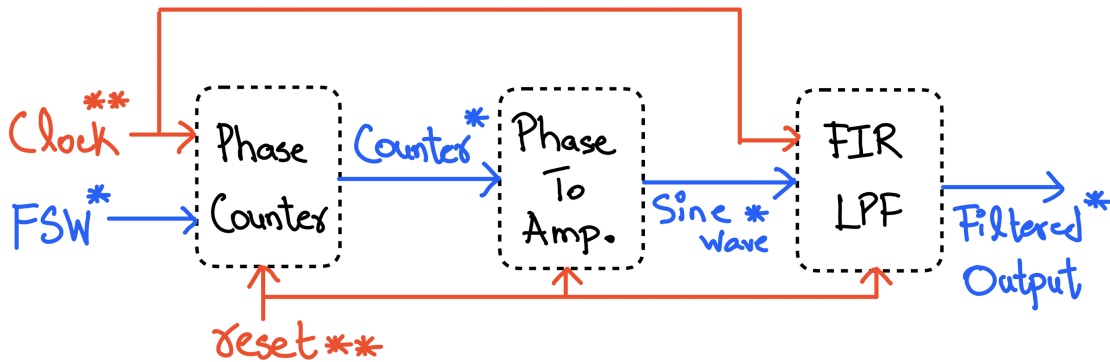 Clock**
FSW*
Phase
Counter
Counter*
Phase
To
Amp.
Sine *
wave
FIR
LPF
Filtered*
Output
reset**